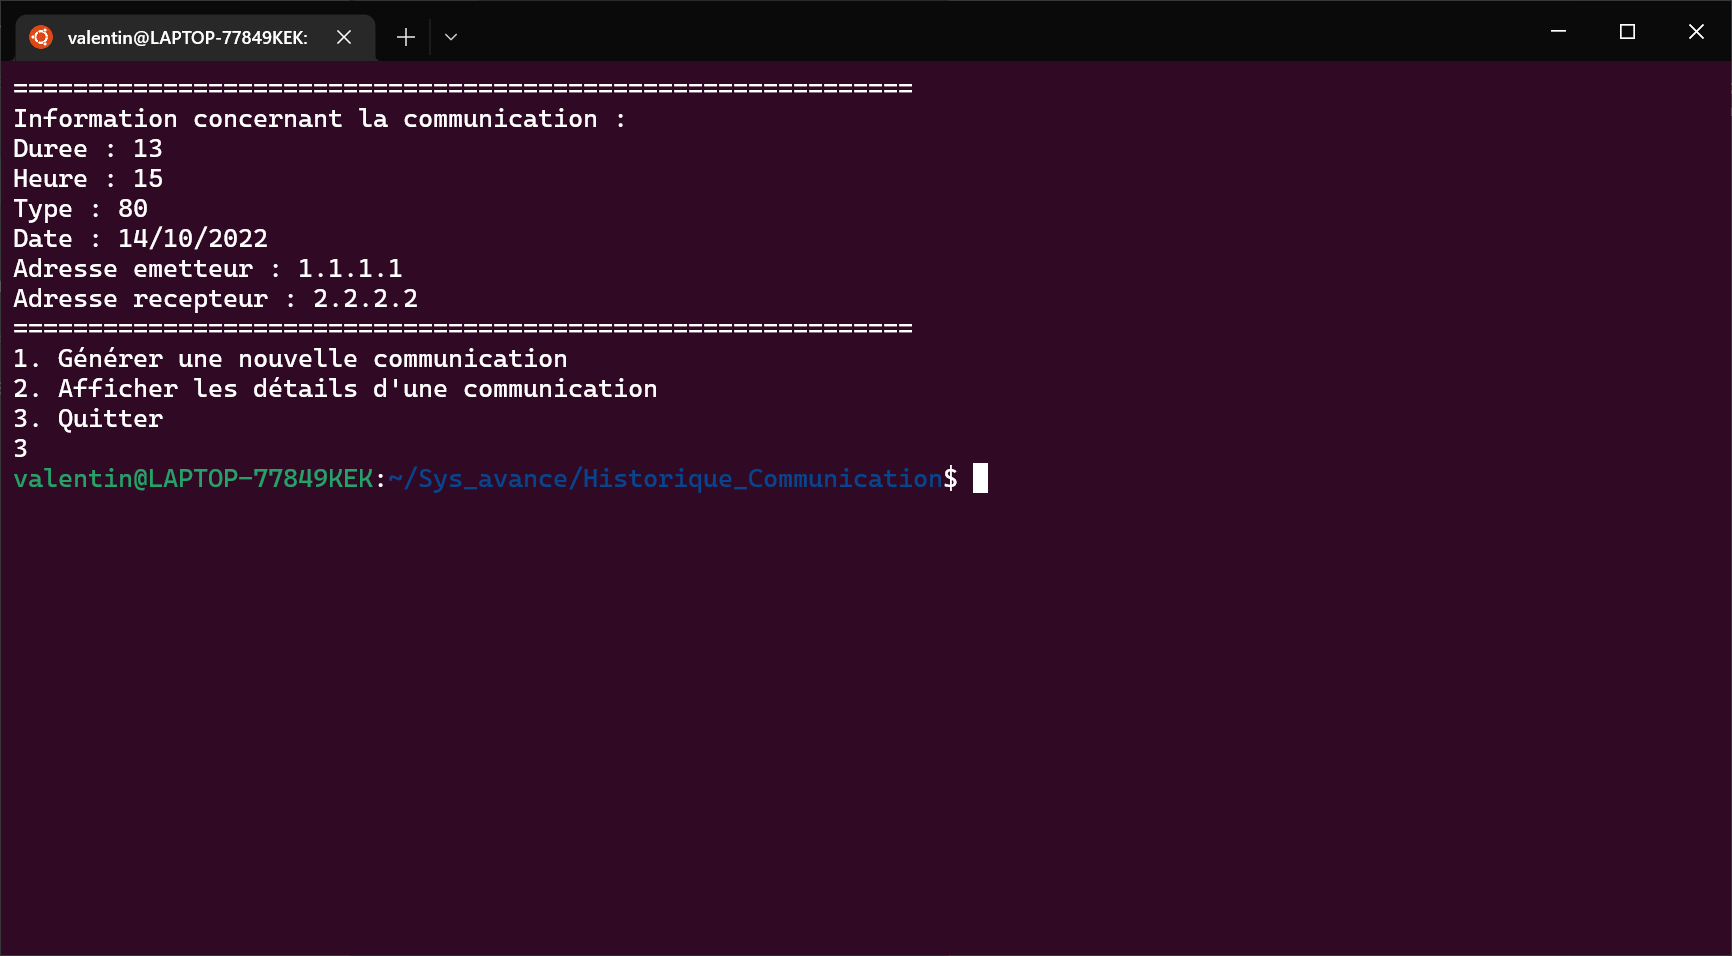 valentin@LAPTOP-77849KEK:
============================================================
Information concernant la communication :
Duree : 13
Heure : 15
Type : 80
Date : 14/10/2022
Adresse emetteur : 1.1.1.1
Adresse recepteur : 2.2.2.2
============================================================
1. Générer une nouvelle communication
2. Afficher les détails d'une communication
3. Quitter
3
valentin@LAPTOP-77849KEK:~/Sys_avance/Historique_Communication$